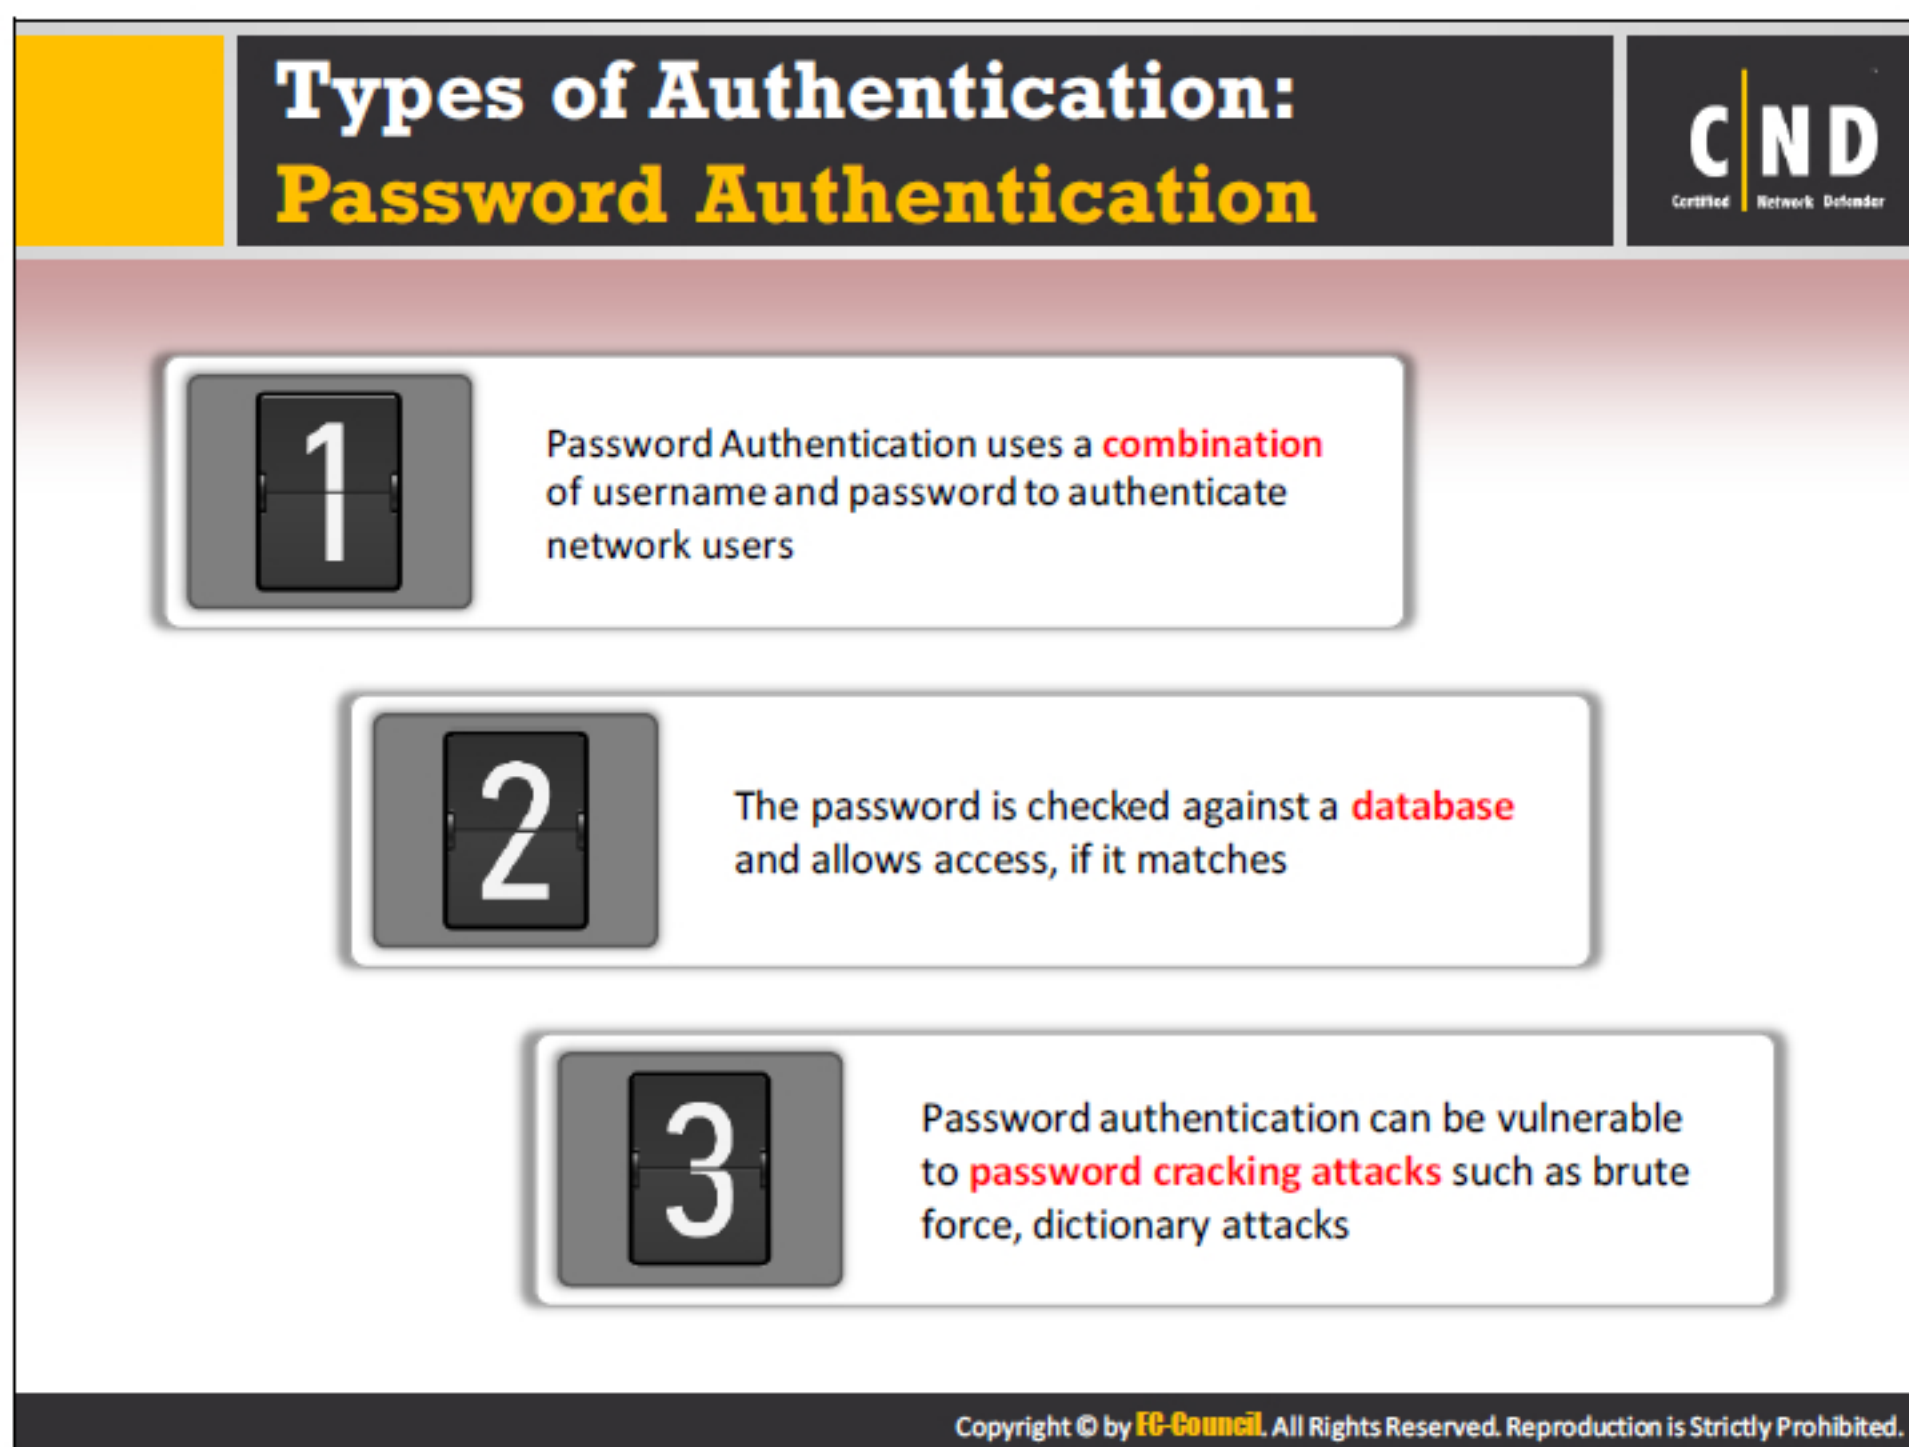 Types of Authentication:
Password Authentication
C|ND
Certified Network Defender
1
Password Authentication uses a combination
of username and password to authenticate
network users
2
The password is checked against a database
and allows access, if it matches
3
Password authentication can be vulnerable
to password cracking attacks such as brute
force, dictionary attacks
Copyright © by EC-Council. All Rights Reserved. Reproduction is Strictly Prohibited.